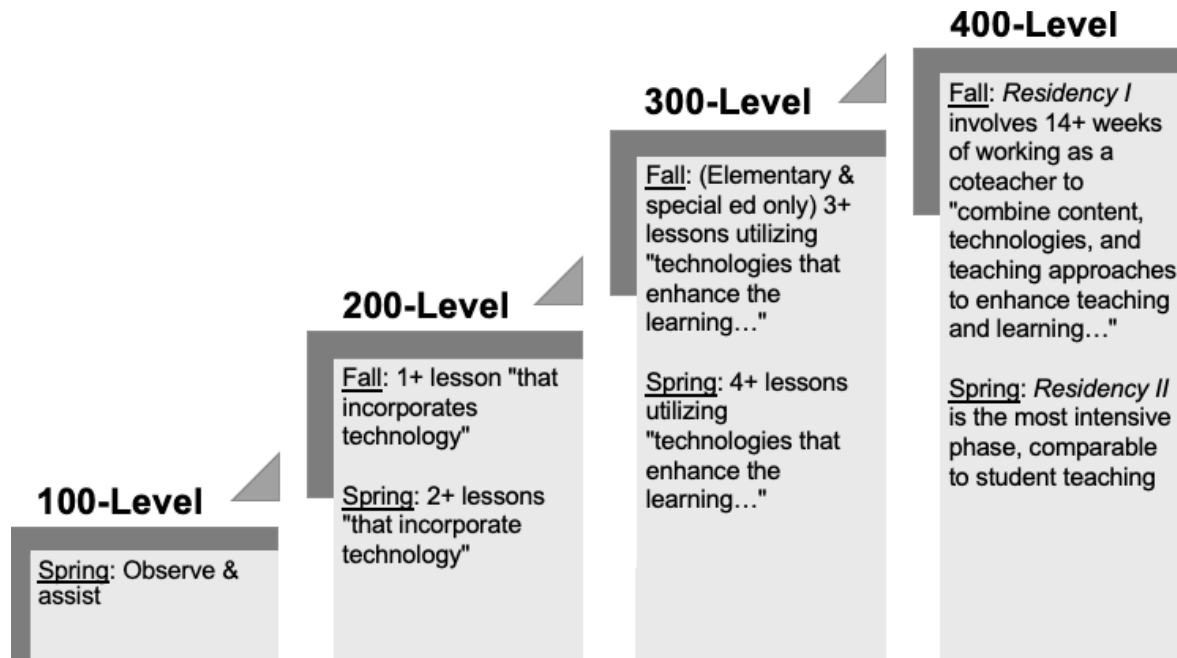 100-Level
Spring: Observe &
assist
200-Level
Fall: 1+ lesson "that
incorporates
technology"
Spring: 2+ lessons
"that incorporate
technology"
300-Level
Fall: (Elementary &
special ed only) 3+
lessons utilizing
"technologies that
enhance the
learning…"
Spring: 4+ lessons
utilizing
"technologies that
enhance the
learning…"
400-Level
Fall: Residency I
involves 14+ weeks
of working as a
coteacher to
"combine content,
technologies, and
teaching approaches
to enhance teaching
and learning…"
Spring: Residency II
is the most intensive
phase, comparable
to student teaching